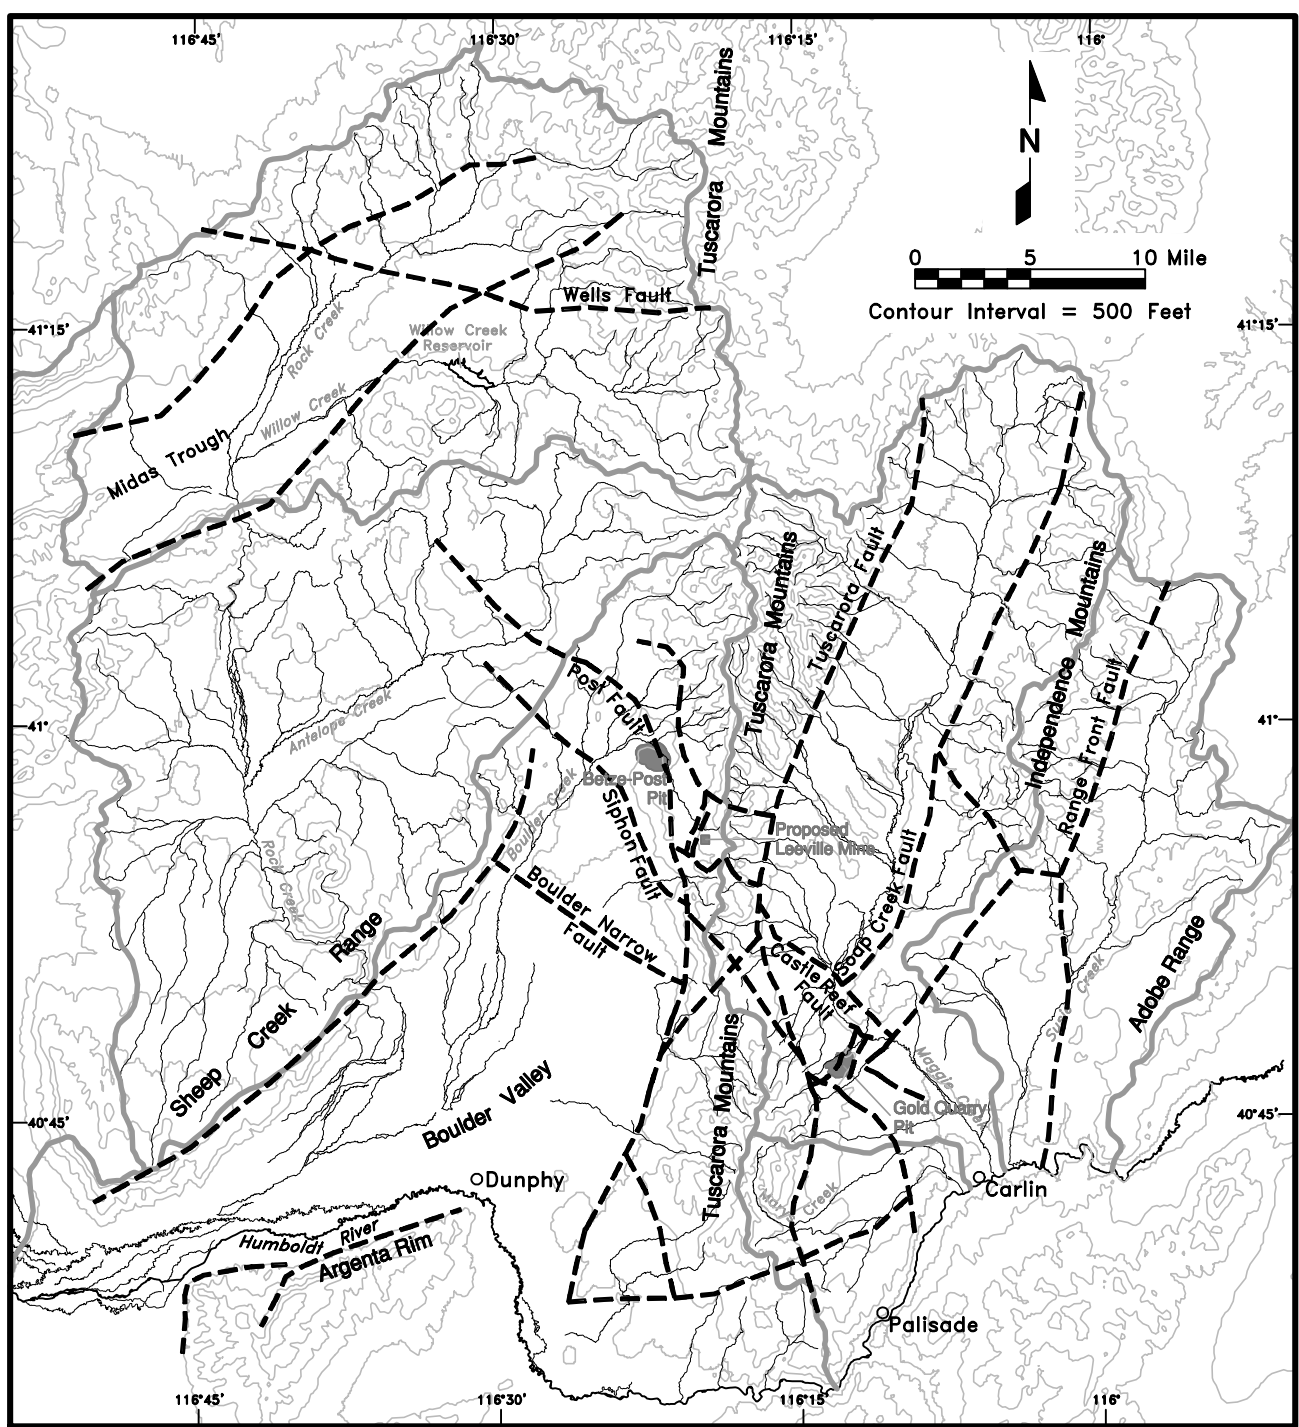 116°45'
116°30'
116°15'
116°
Tuscarora Mountains
N
0 5 10 Mile
Contour Interval = 500 Feet
Wells Fault
41°15'
41°15'
Rock Creek
Willow Creek
Reservoir
Willow Creek
Midas Trough
Tuscarora Mountains
Tuscarora Fault
Independence Mountains
Range Front Fault
Post Fault
Antelope Creek
41°
41°
Betze-Post
Pit
Siphon Fault
Boulder Creek
Proposed
Leeville Mine
Rock Creek
Boulder Narrow
Fault
Soap Creek Fault
Castle Reef
Fault
Sheep Creek Range
Adobe Range
Susie Creek
Maggie Creek
Tuscarora Mountains
Boulder Valley
Gold Quarry
Pit
40°45'
40°45'
Dunphy
Carlin
Marys Creek
Humboldt River
Argenta Rim
Palisade
116°45'
116°30'
116°15'
116°